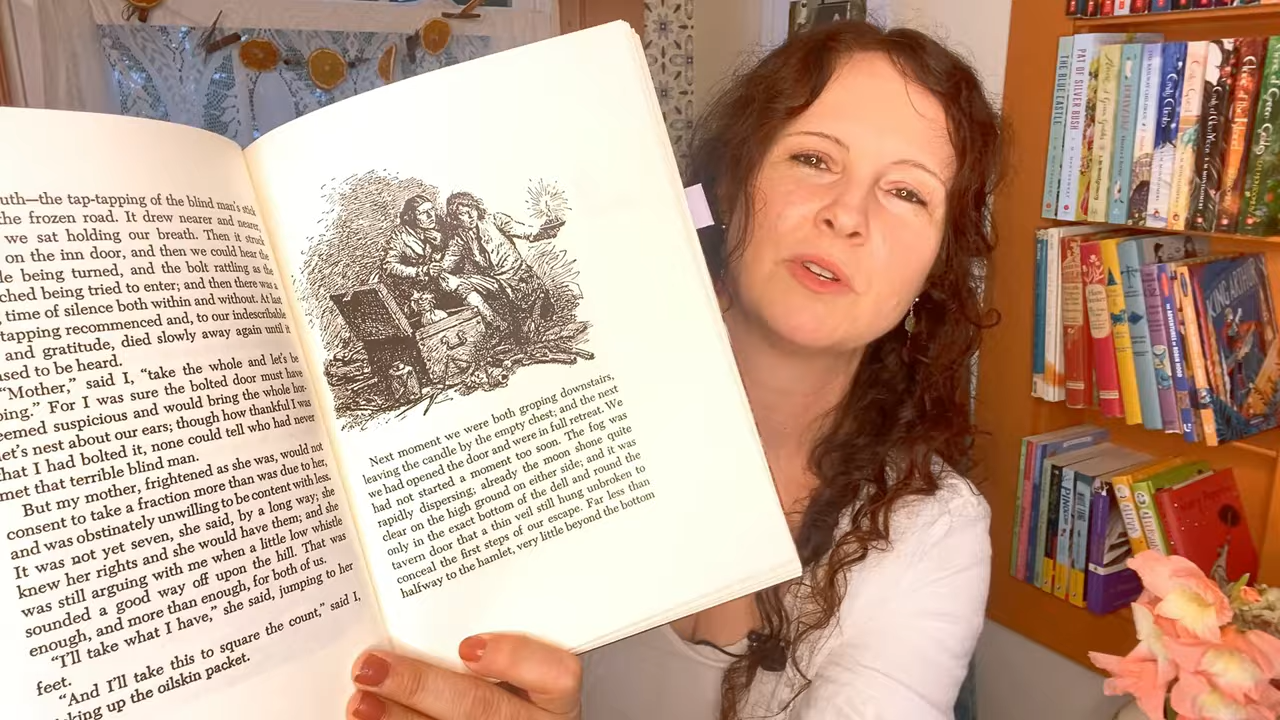 uth—the tap-tapping of the blind man's stick
the frozen road. It drew nearer and nearer,
we sat holding our breath. Then it struck
on the inn door, and then we could hear the
le being turned, and the bolt rattling as the
ched being tried to enter; and then there was a
time of silence both within and without. At last
tapping recommenced and, to our indescribable
and gratitude, died slowly away again until it
ased to be heard.
"Mother," said I, "take the whole and let's be
oing." For I was sure the bolted door must have
eemed suspicious and would bring the whole hor-
et's nest about our ears; though how thankful I was
that I had bolted it, none could tell who had never
met that terrible blind man.
But my mother, frightened as she was, would not
consent to take a fraction more than was due to her,
and was obstinately unwilling to be content with less.
It was not yet seven, she said, by a long way; she
knew her rights and she would have them; and she
was still arguing with me when a little low whistle
sounded a good way off upon the hill. That was
enough, and more than enough, for both of us.
"I'll take what I have," she said, jumping to her
feet.
"And I'll take this to square the count," said I,
king up the oilskin packet.
Next moment we were both groping downstairs,
leaving the candle by the empty chest; and the next
we had opened the door and were in full retreat. We
had not started a moment too soon. The fog was
rapidly dispersing; already the moon shone quite
clear on the high ground on either side; and it was
only in the exact bottom of the dell and round the
tavern door that a thin veil still hung unbroken to
conceal the first steps of our escape. Far less than
halfway to the hamlet, very little beyond the bottom
THE BLUE CASTLE
PAT OF SILVER BUSH
Emily Climbs
KING ARTHUR
PINOCCHIO